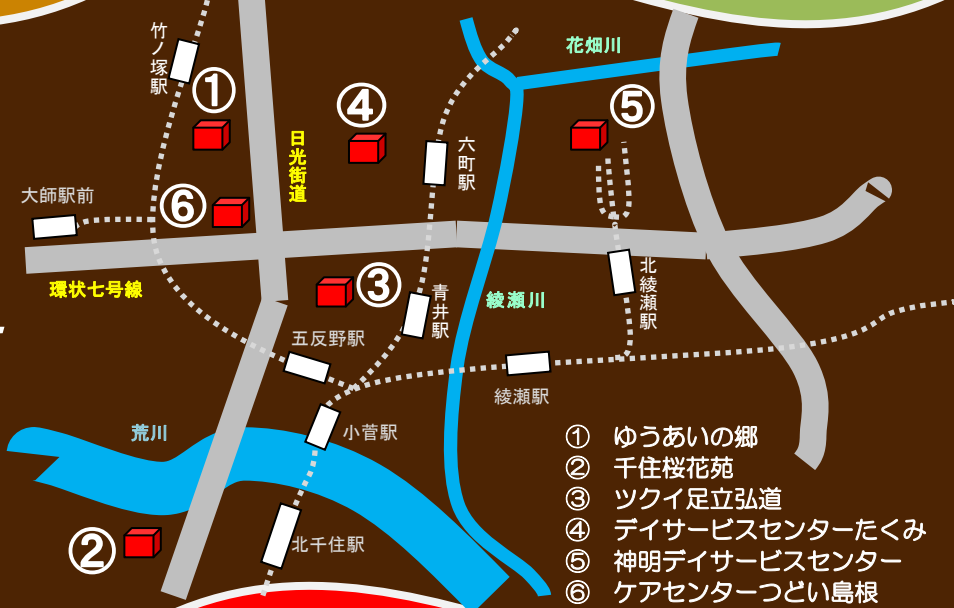 竹ノ塚駅
①
④
花畑川
⑤
日光街道
六町駅
大師駅前
⑥
環状七号線
③
青井駅
綾瀬川
北綾瀬駅
五反野駅
綾瀬駅
荒川
小菅駅
②
北千住駅
① ゆうあいの郷
② 千住桜花苑
③ ツクイ足立弘道
④ デイサービスセンターたくみ
⑤ 神明デイサービスセンター
⑥ ケアセンターつどい島根